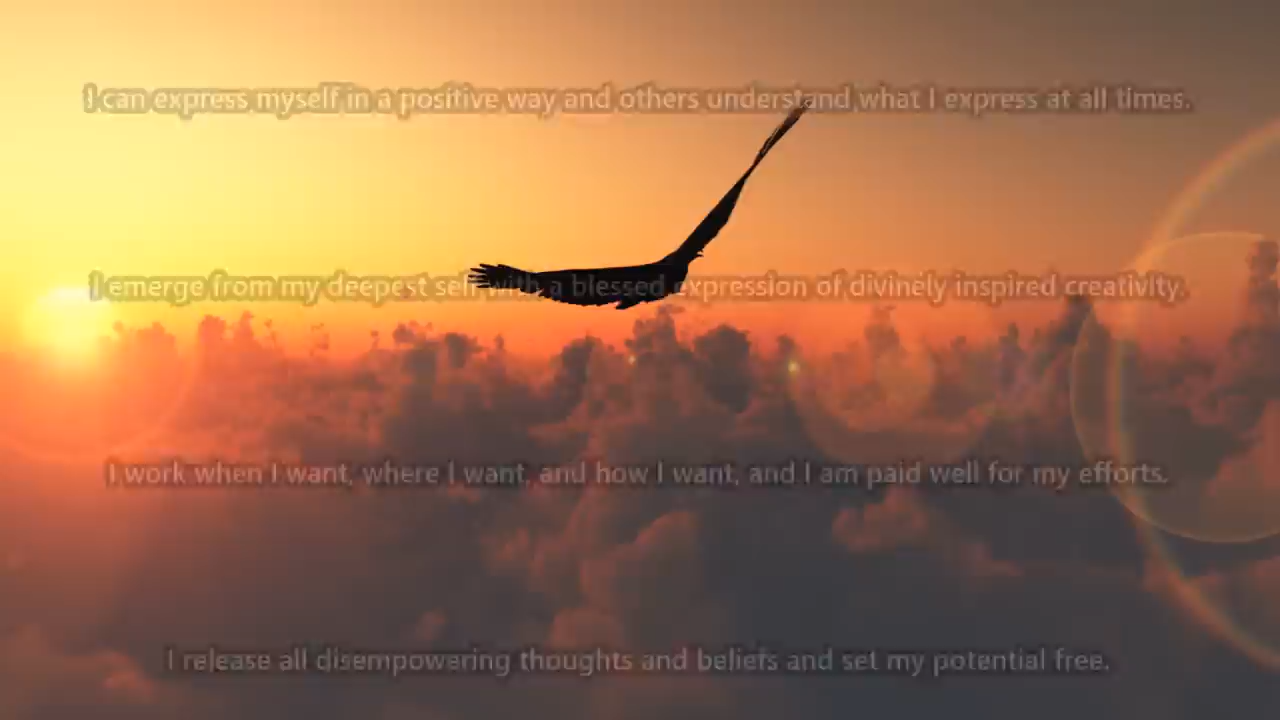 I can express myself in a positive way and others understand what I express at all times.
I emerge from my deepest self with a blessed expression of divinely inspired creativity.
I work when I want, where I want, and how I want, and I am paid well for my efforts.
I release all disempowering thoughts and beliefs and set my potential free.